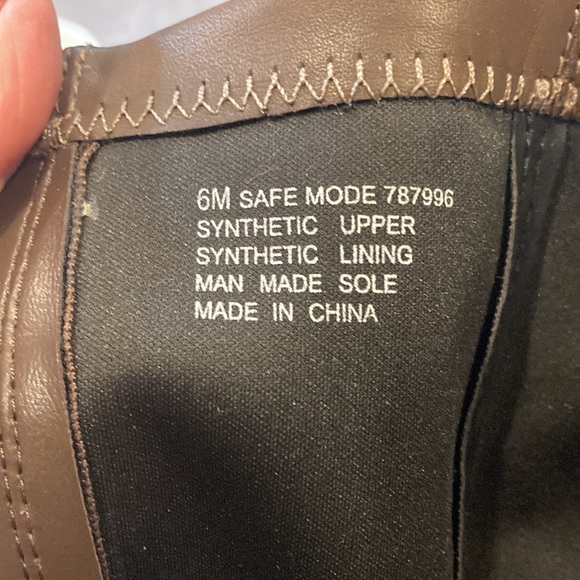 6M SAFE MODE 787996
SYNTHETIC UPPER
SYNTHETIC LINING
MAN MADE SOLE
MADE IN CHINA